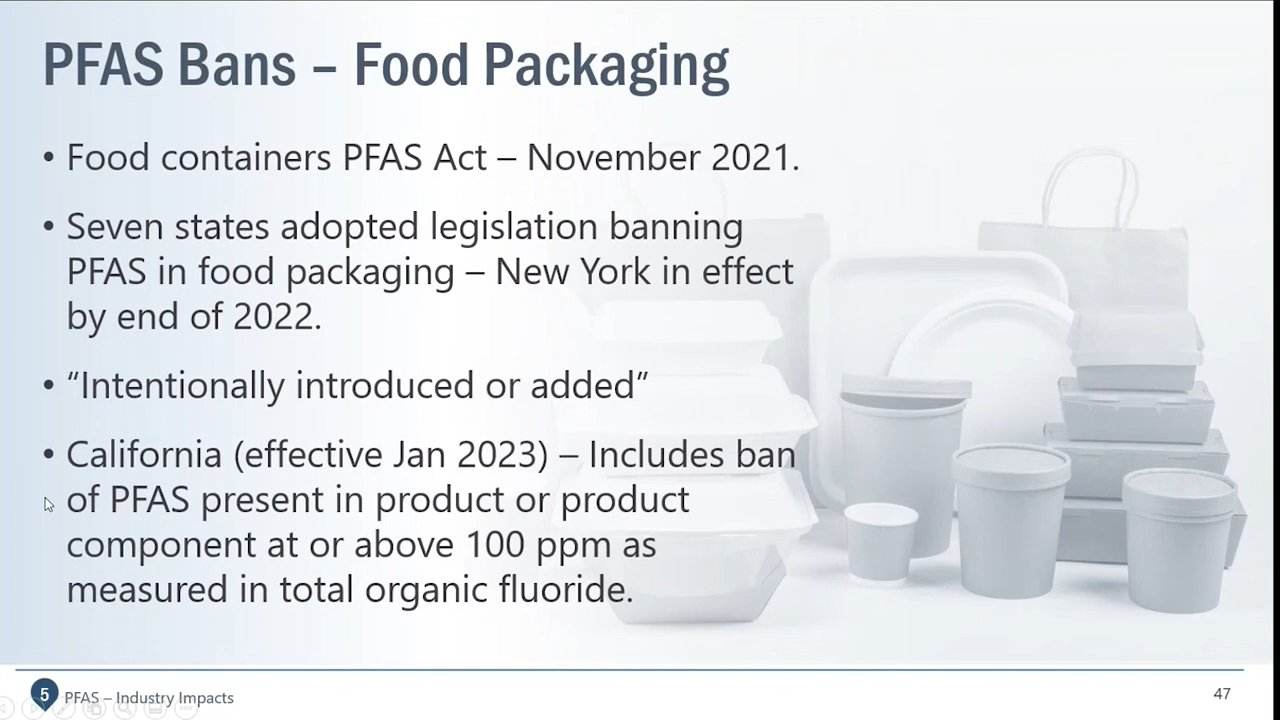 PFAS Bans – Food Packaging
• Food containers PFAS Act – November 2021.
• Seven states adopted legislation banning
PFAS in food packaging – New York in effect
by end of 2022.
• “Intentionally introduced or added”
• California (effective Jan 2023) – Includes ban
of PFAS present in product or product
component at or above 100 ppm as
measured in total organic fluoride.
5 PFAS – Industry Impacts
47